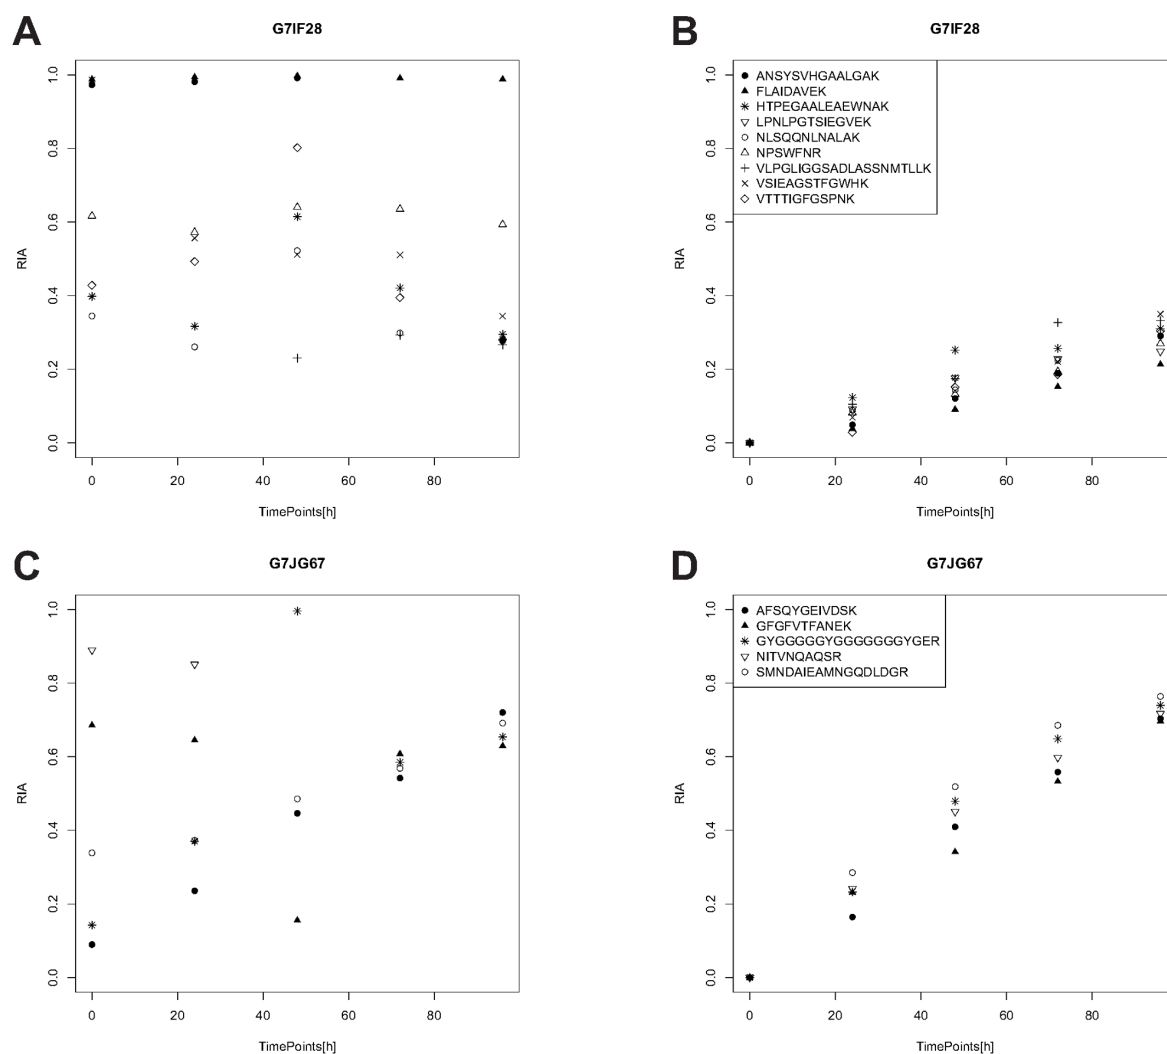 A
G7IF28
RIA
1.0
0.8
0.6
0.4
0.2
0.0
0
20
40
60
80
TimePoints[h]
B
G7IF28
ANSYSVHGAALGAK
FLAIDAVEK
HTPEGAALEAEWNAK
LPNLPGTSIEGVEK
NLSQQNLNALAK
NPSWFNR
VLPGLIGGSADLASSNMTLLK
VSIEAGSTFGWHK
VTTTIGFGSPNK
RIA
1.0
0.8
0.6
0.4
0.2
0.0
0
20
40
60
80
TimePoints[h]
C
G7JG67
RIA
1.0
0.8
0.6
0.4
0.2
0.0
0
20
40
60
80
TimePoints[h]
D
G7JG67
AFSQYGEIVDSK
GFGFVTFANEK
GYGGGGGYGGGGGGGYGER
NITVNQAQSR
SMNDAIEAMNGQDLDGR
RIA
1.0
0.8
0.6
0.4
0.2
0.0
0
20
40
60
80
TimePoints[h]